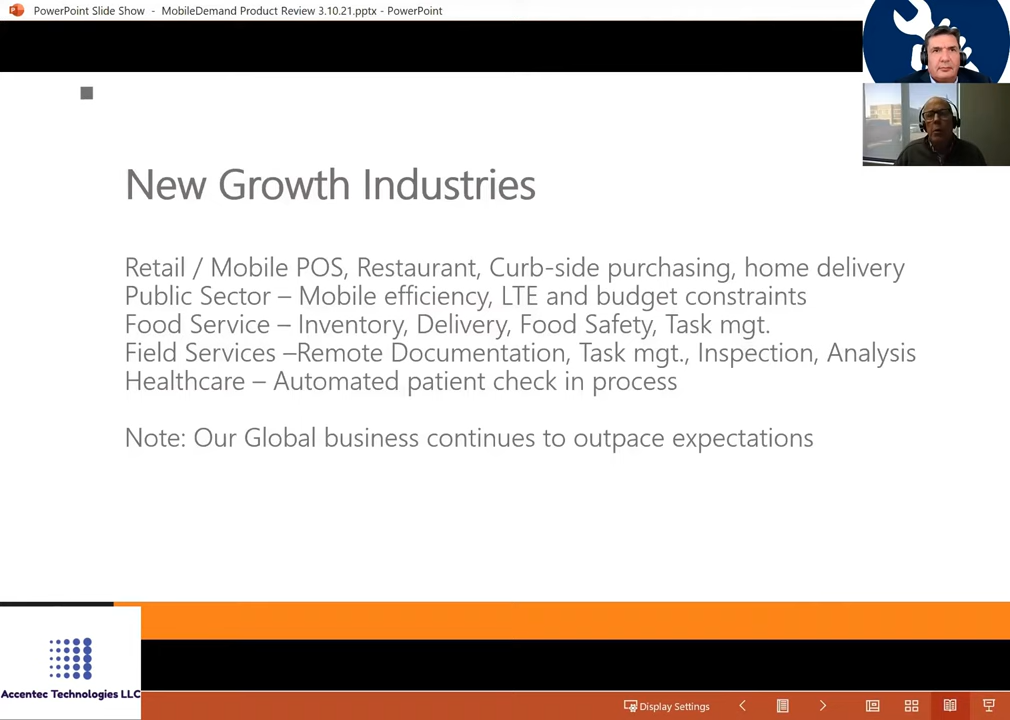 PowerPoint Slide Show - MobileDemand Product Review 3.10.21.pptx - PowerPoint
New Growth Industries
Retail / Mobile POS, Restaurant, Curb-side purchasing, home delivery
Public Sector – Mobile efficiency, LTE and budget constraints
Food Service – Inventory, Delivery, Food Safety, Task mgt.
Field Services –Remote Documentation, Task mgt., Inspection, Analysis
Healthcare – Automated patient check in process
Note: Our Global business continues to outpace expectations
Accentec Technologies LLC
Display Settings